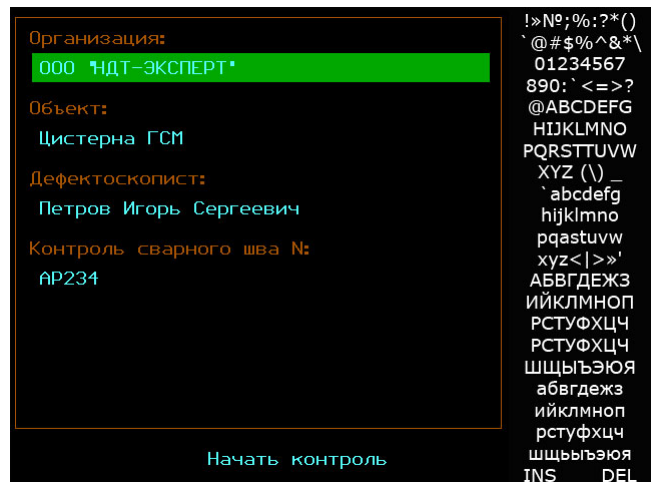 Организация:
ООО "НДТ-ЭКСПЕРТ"
Объект:
Цистерна ГСМ
Дефектоскопист:
Петров Игорь Сергеевич
Контроль сварного шва N:
АР234
Начать контроль
!»№;%:?*()
`@#$%^&*\
01234567
890:`<=>?
@ABCDEFG
HIJKLMNO
PQRSTTUVW
XYZ (\) _
`abcdefg
hijklmno
pqastuvw
xyz<|>»'
АБВГДЕЖЗ
ИЙКЛМНОП
РСТУФХЦЧ
РСТУФХЦЧ
ШЩЫЪЭЮЯ
абвгдежз
ийклмноп
рстуфхцч
шщьыъэюя
INS DEL